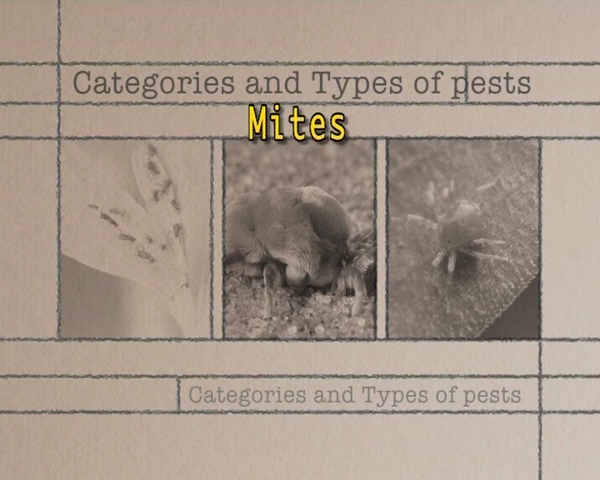 Categories and Types of pests
Mites
Categories and Types of pests